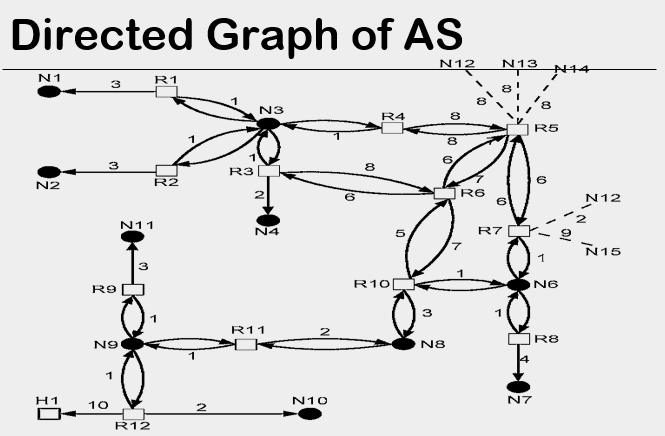 Directed Graph of AS
N12 N13 N14
N1 3 R1
8 8 8
1 N3
R4 8 R5
1 8
1
N2 3 R2
1 R3 8 6 7 6
2 6 R6 6
N4
N12
R7 2
9 N15
N11
5 7
3
1
R9 R10 1 N6
1 3 1
R11 2
N9 1 N8 R8
1 4
H1 10 2 N10 N7
R12